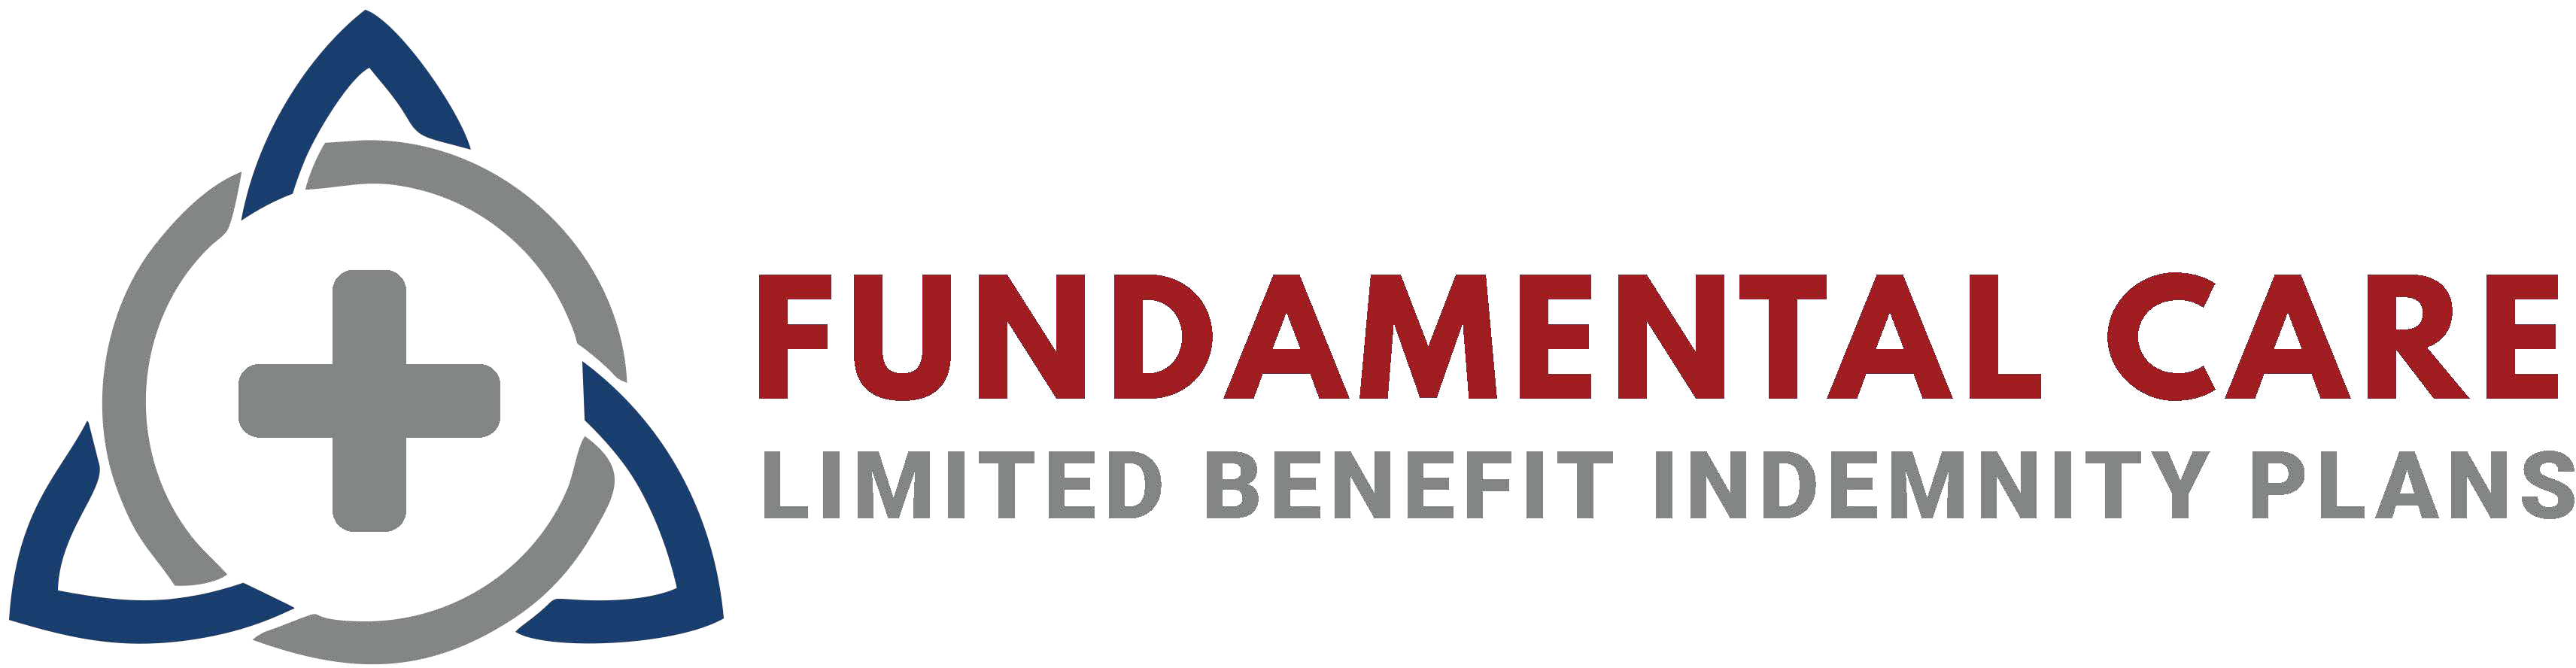 FUNDAMENTAL CARE
LIMITED BENEFIT INDEMNITY PLANS